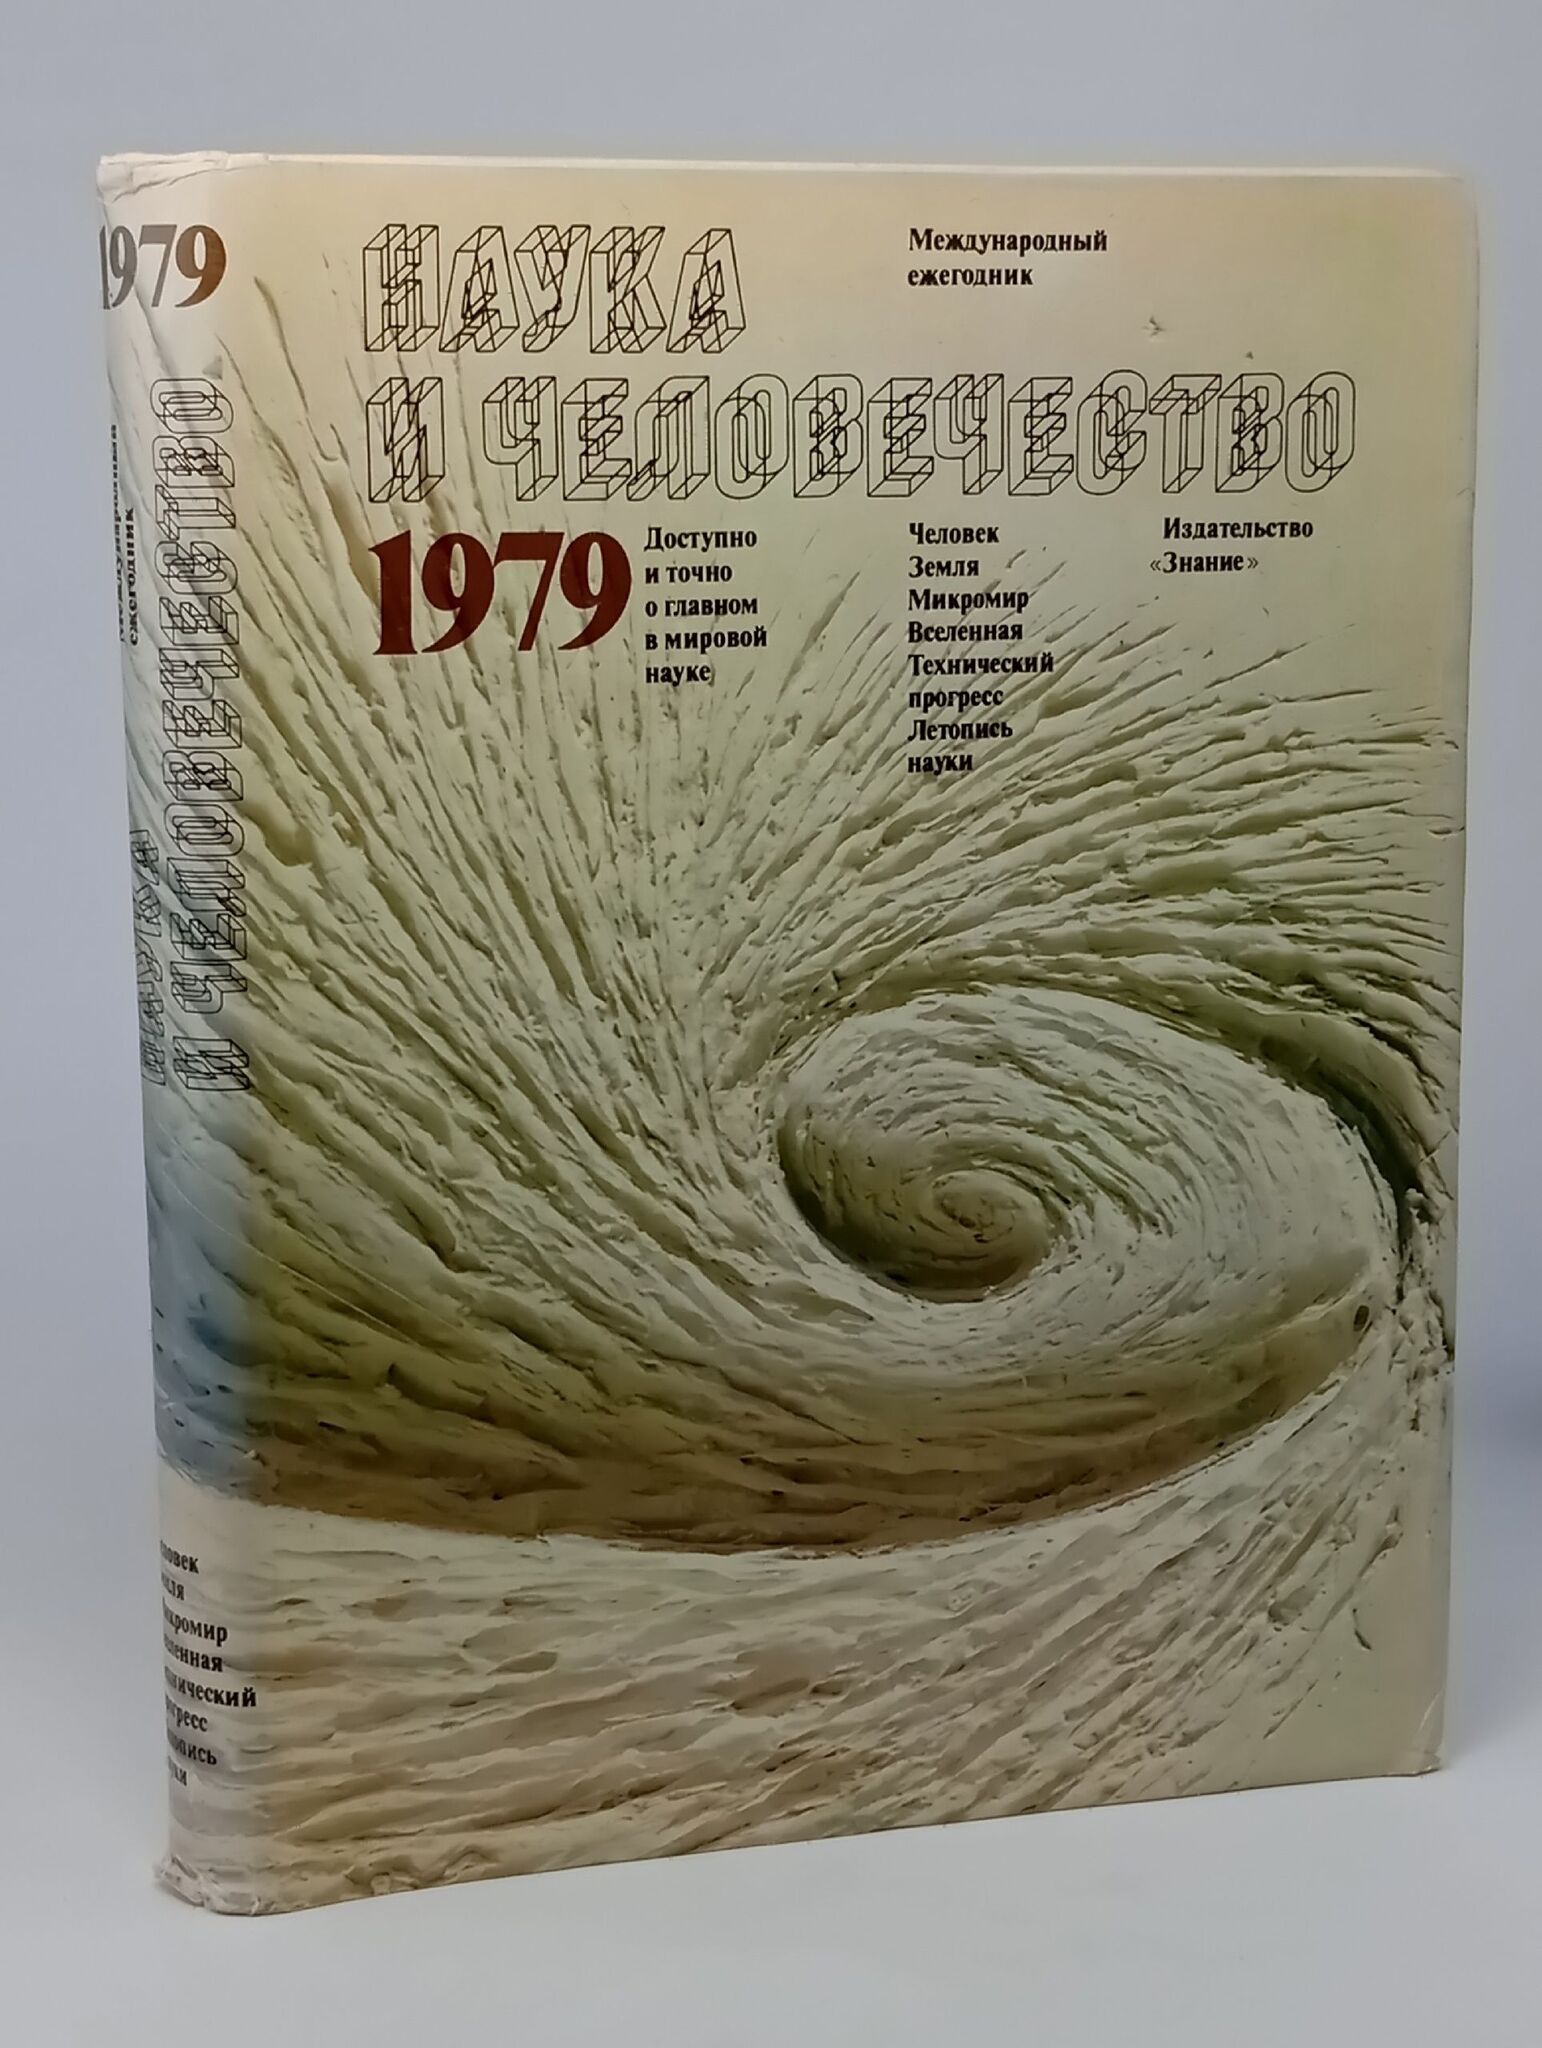 1979
НАУКА
И ЧЕЛОВЕЧЕСТВО
Международный
ежегодник
НАУКА
И ЧЕЛОВЕЧЕСТВО
Международный
ежегодник
1979
Доступно
и точно
о главном
в мировой
науке
Человек
Земля
Микромир
Вселенная
Технический
прогресс
Летопись
науки
Издательство
«Знание»